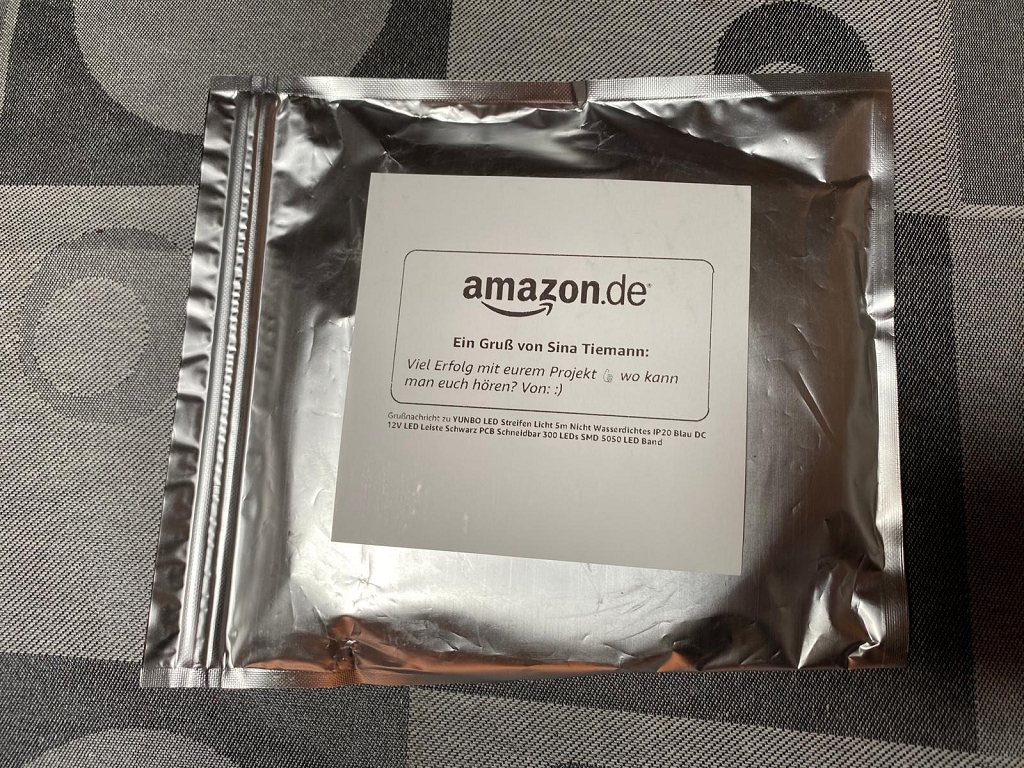 amazon.de
Ein Gruß von Sina Tiemann:
Viel Erfolg mit eurem Projekt 💪 wo kann
man euch hören? Von: :)
Grußnachricht zu YUNBO LED Streifen Licht 5m Nicht Wasserdichtes IP20 Blau DC
12V LED Leiste Schwarz PCB Schneidbar 300 LEDs SMD 5050 LED Band